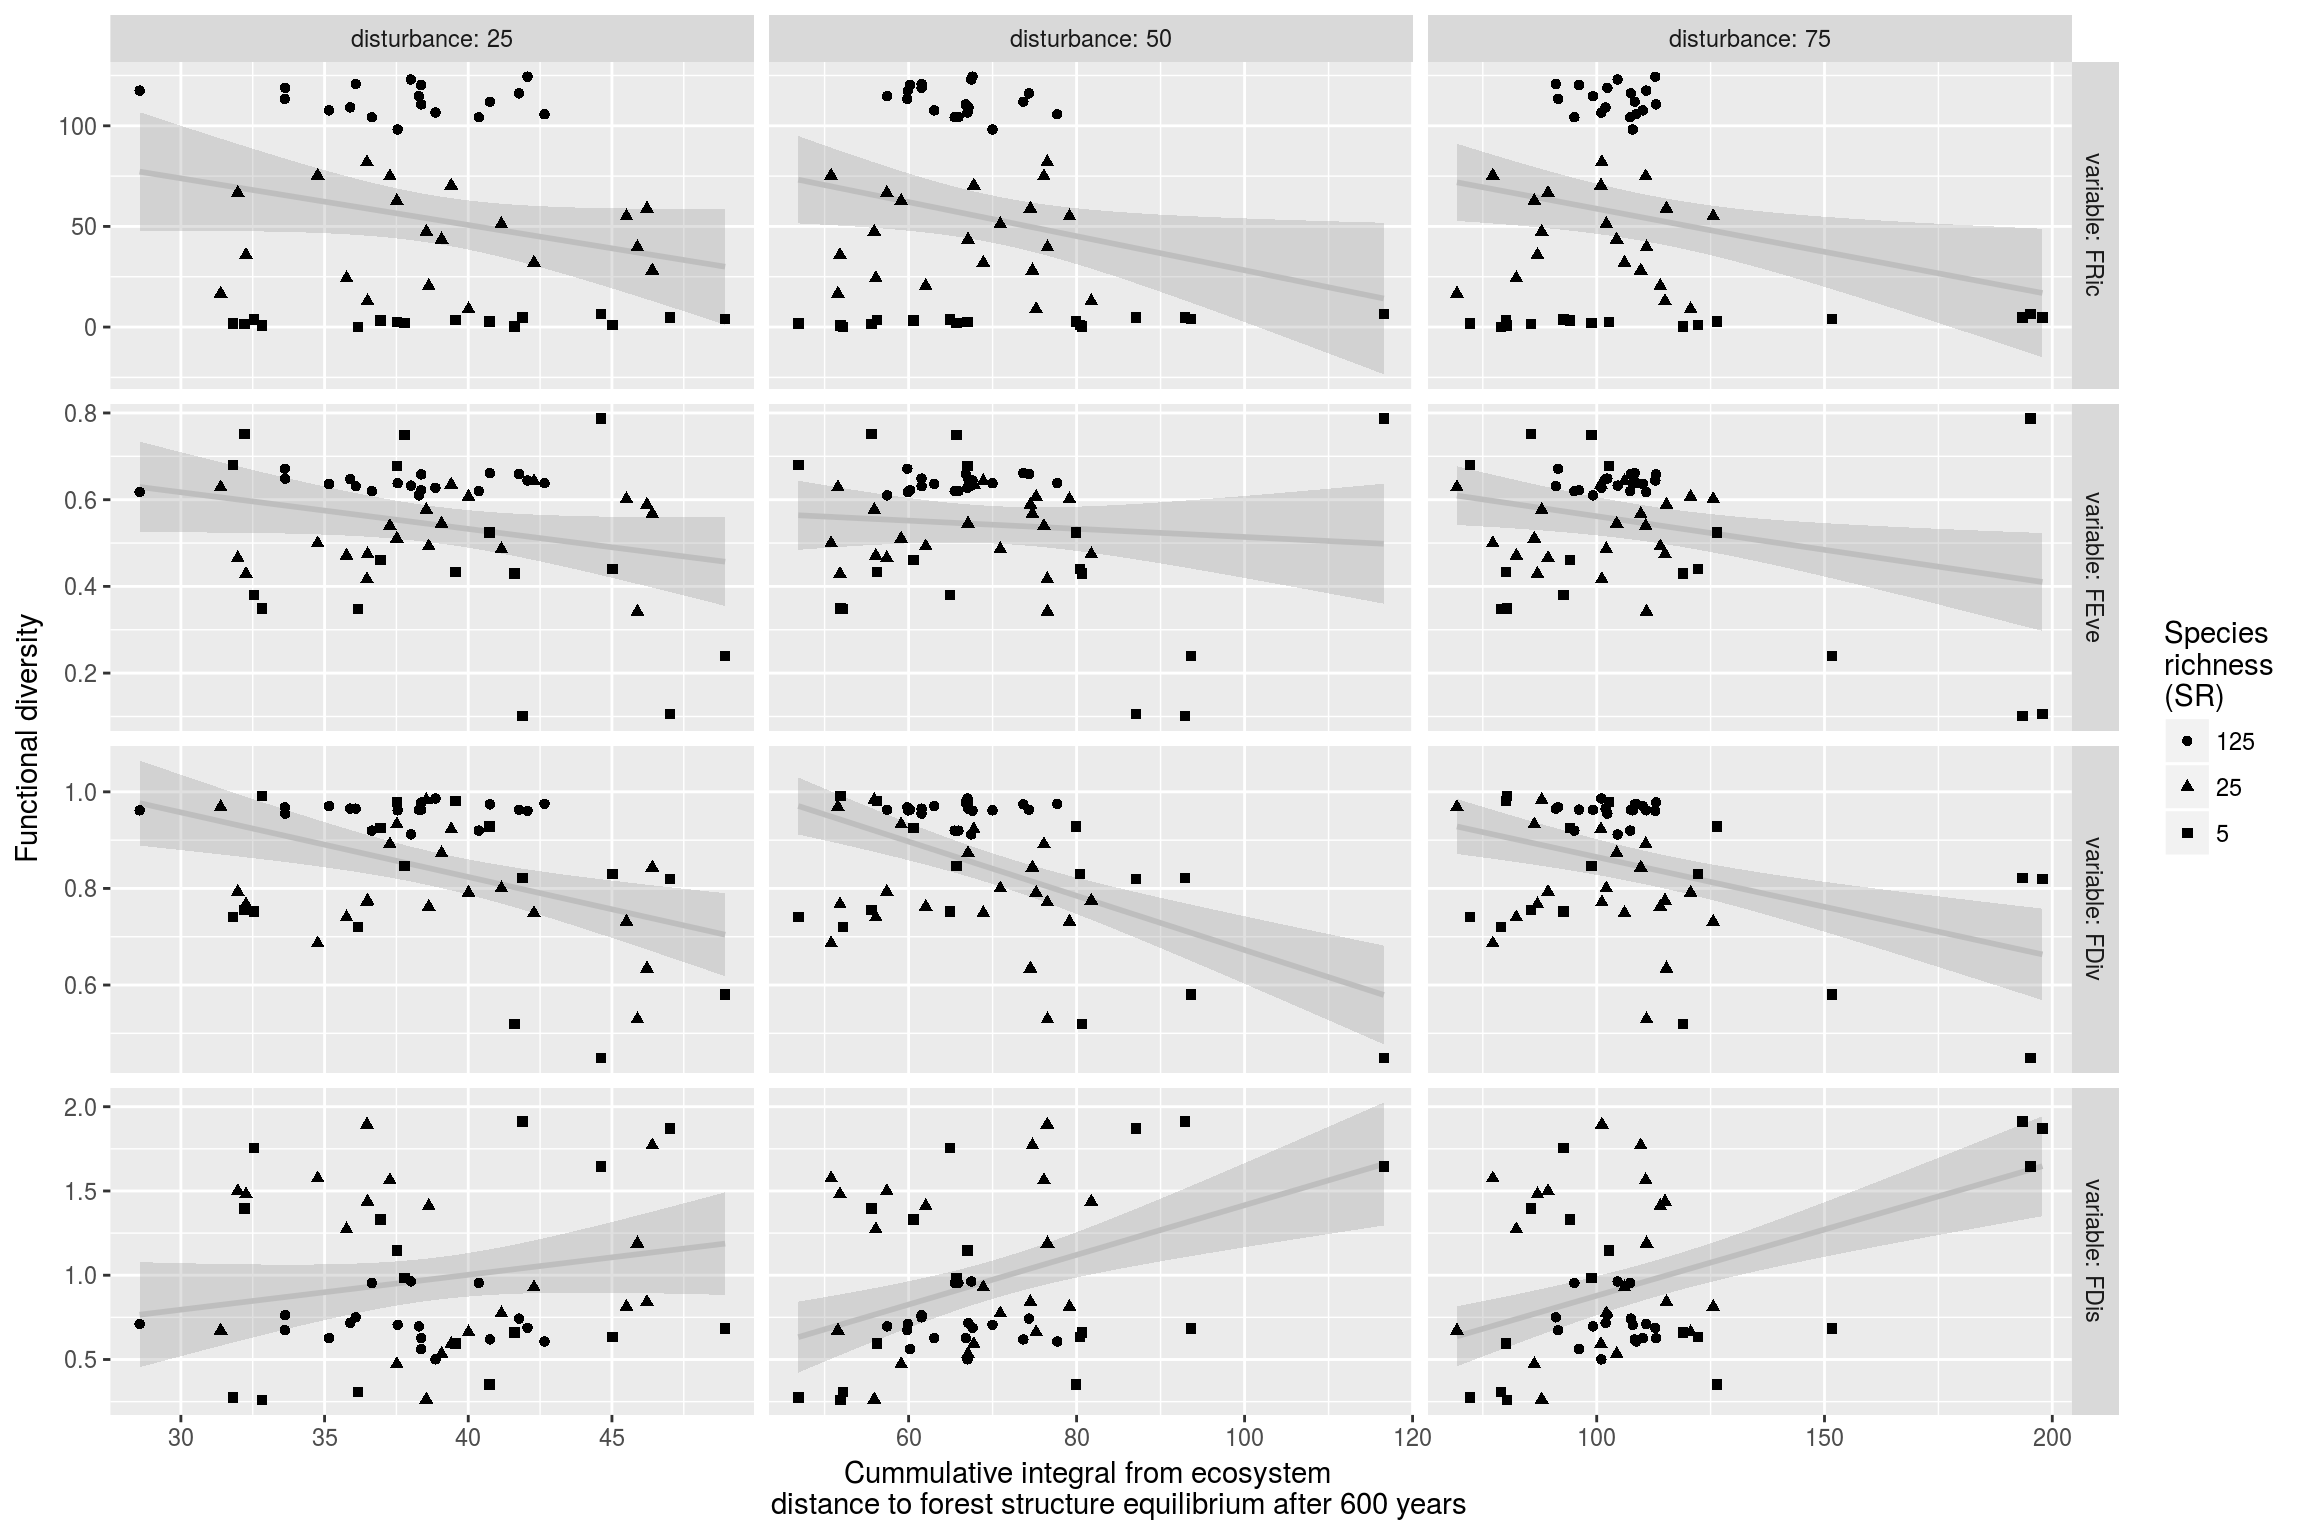 disturbance: 25
disturbance: 50
disturbance: 75
100
50
0
variable: FRic
0.8
0.6
0.4
0.2
variable: FEve
1.0
0.8
0.6
variable: FDiv
2.0
1.5
1.0
0.5
variable: FDis
30
35
40
45
60
80
100
120
100
150
200
Functional diversity
Cummulative integral from ecosystem
distance to forest structure equilibrium after 600 years
Species
richness
(SR)
125
25
5